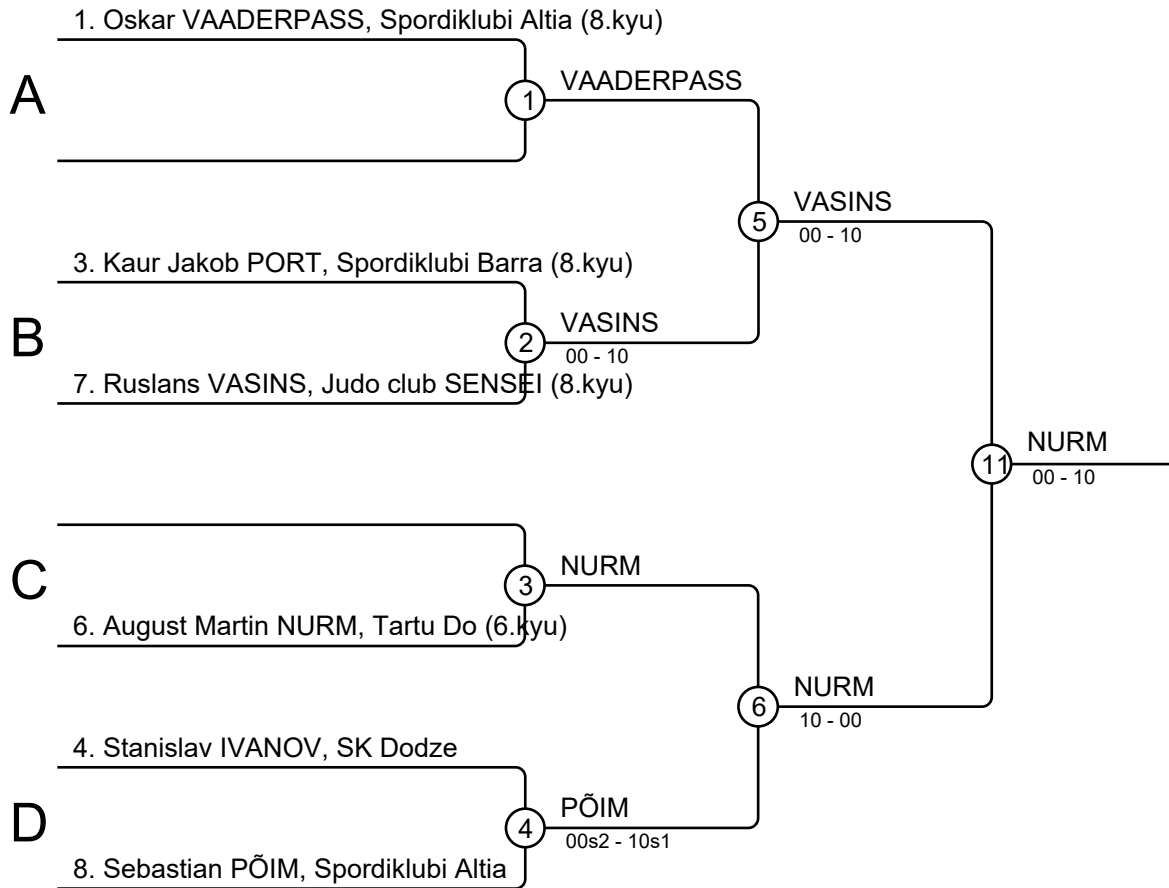 1. Oskar VAADERPASS, Spordiklubi Altia (8.kyu)
A
1
VAADERPASS
5
VASINS
00 - 10
3. Kaur Jakob PORT, Spordiklubi Barra (8.kyu)
B
2
VASINS
00 - 10
7. Ruslans VASINS, Judo club SENSEI (8.kyu)
11
NURM
00 - 10
C
3
NURM
6. August Martin NURM, Tartu Do (6.kyu)
6
NURM
10 - 00
4. Stanislav IVANOV, SK Dodze
D
4
PÕIM
00s2 - 10s1
8. Sebastian PÕIM, Spordiklubi Altia